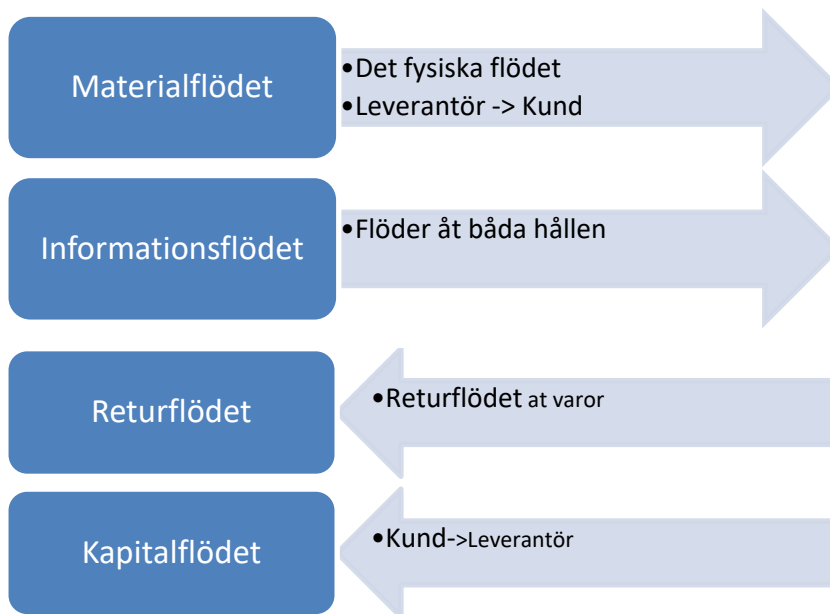 Materialflödet
•Det fysiska flödet
•Leverantör -> Kund
Informationsflödet
•Flöder åt båda hållen
Returflödet
•Returflödet at varor
Kapitalflödet
•Kund->Leverantör